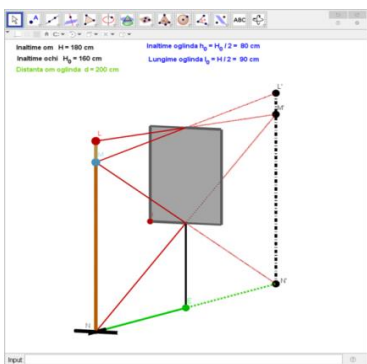 ABC
Inaltime om H = 180 cm
Inaltime ochi H₀ = 160 cm
Distanta om oglinda d = 200 cm
Inaltime oglinda h₀ = H₀ / 2 = 80 cm
Lungime oglinda l₀ = H / 2 = 90 cm
L'
M'
L
N'
N
Input: